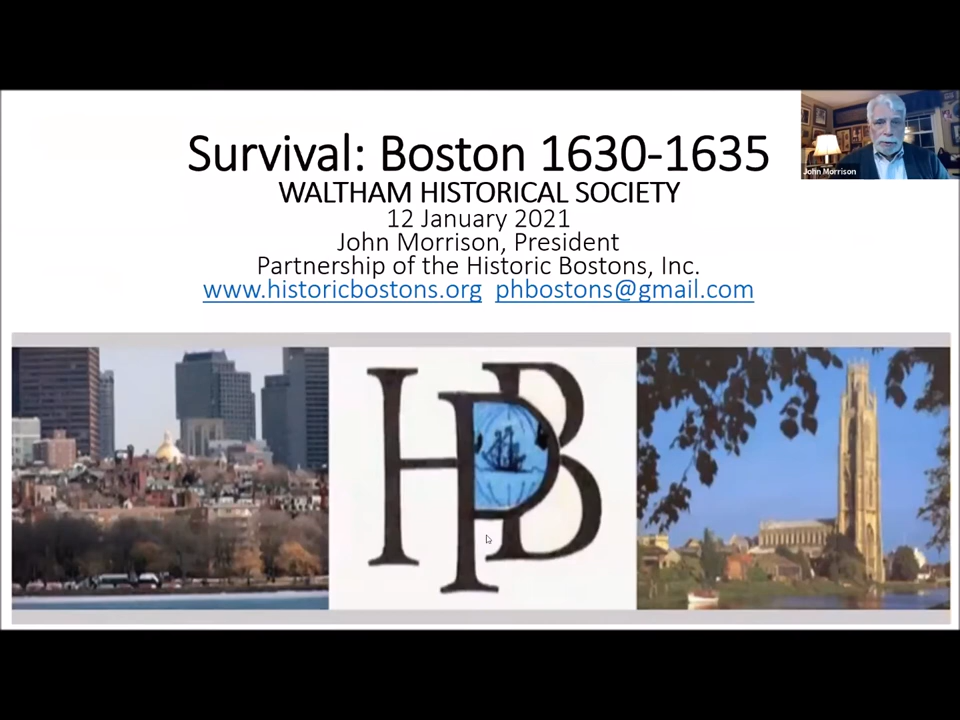 Survival: Boston 1630-1635
WALTHAM HISTORICAL SOCIETY
12 January 2021
John Morrison, President
Partnership of the Historic Bostons, Inc.
www.historicbostons.org phbostons@gmail.com
John Morrison
HPB